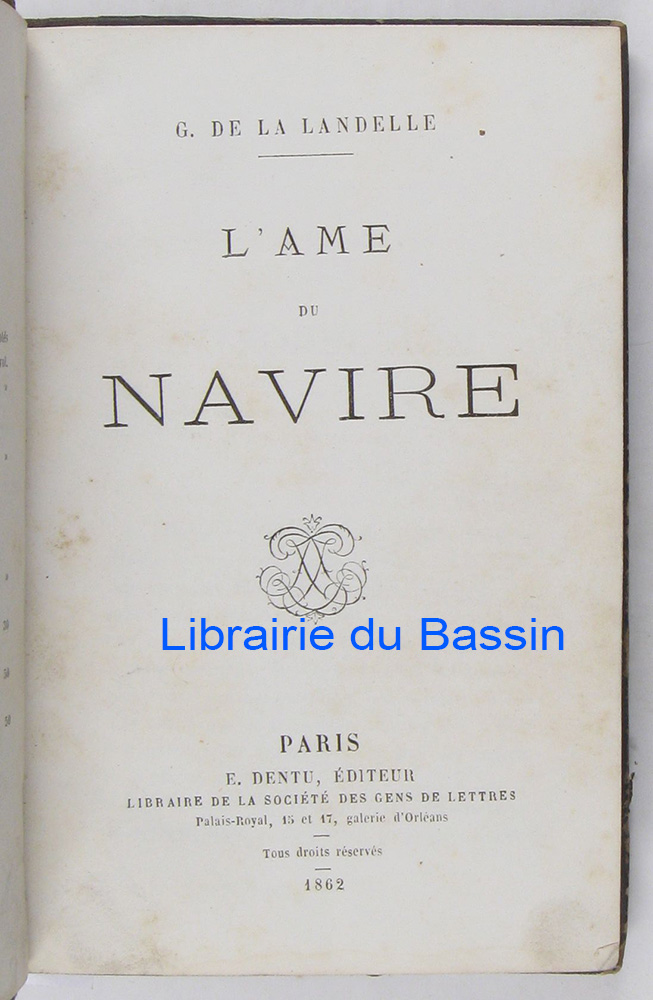 G. DE LA LANDELLE
L'AME
DU
NAVIRE
Librairie du Bassin
PARIS
E. DENTU, ÉDITEUR
LIBRAIRE DE LA SOCIÉTÉ DES GENS DE LETTRES
Palais-Royal, 15 et 17, galerie d'Orléans
Tous droits réservés
1862